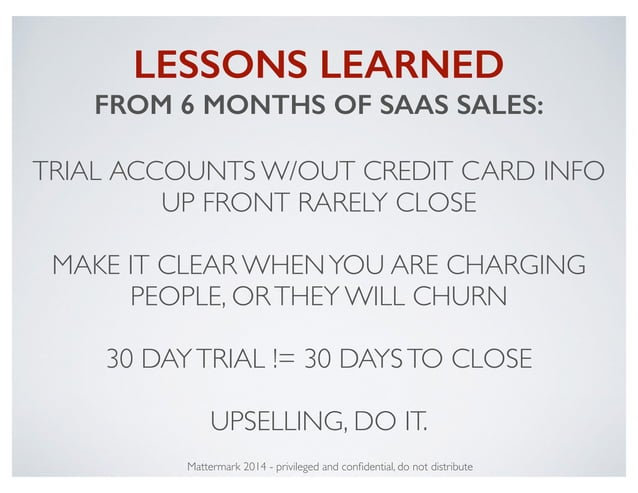 LESSONS LEARNED
FROM 6 MONTHS OF SAAS SALES:
TRIAL ACCOUNTS W/OUT CREDIT CARD INFO
UP FRONT RARELY CLOSE
MAKE IT CLEAR WHEN YOU ARE CHARGING
PEOPLE, OR THEY WILL CHURN
30 DAY TRIAL != 30 DAYS TO CLOSE
UPSELLING, DO IT.
Mattermark 2014 - privileged and confidential, do not distribute